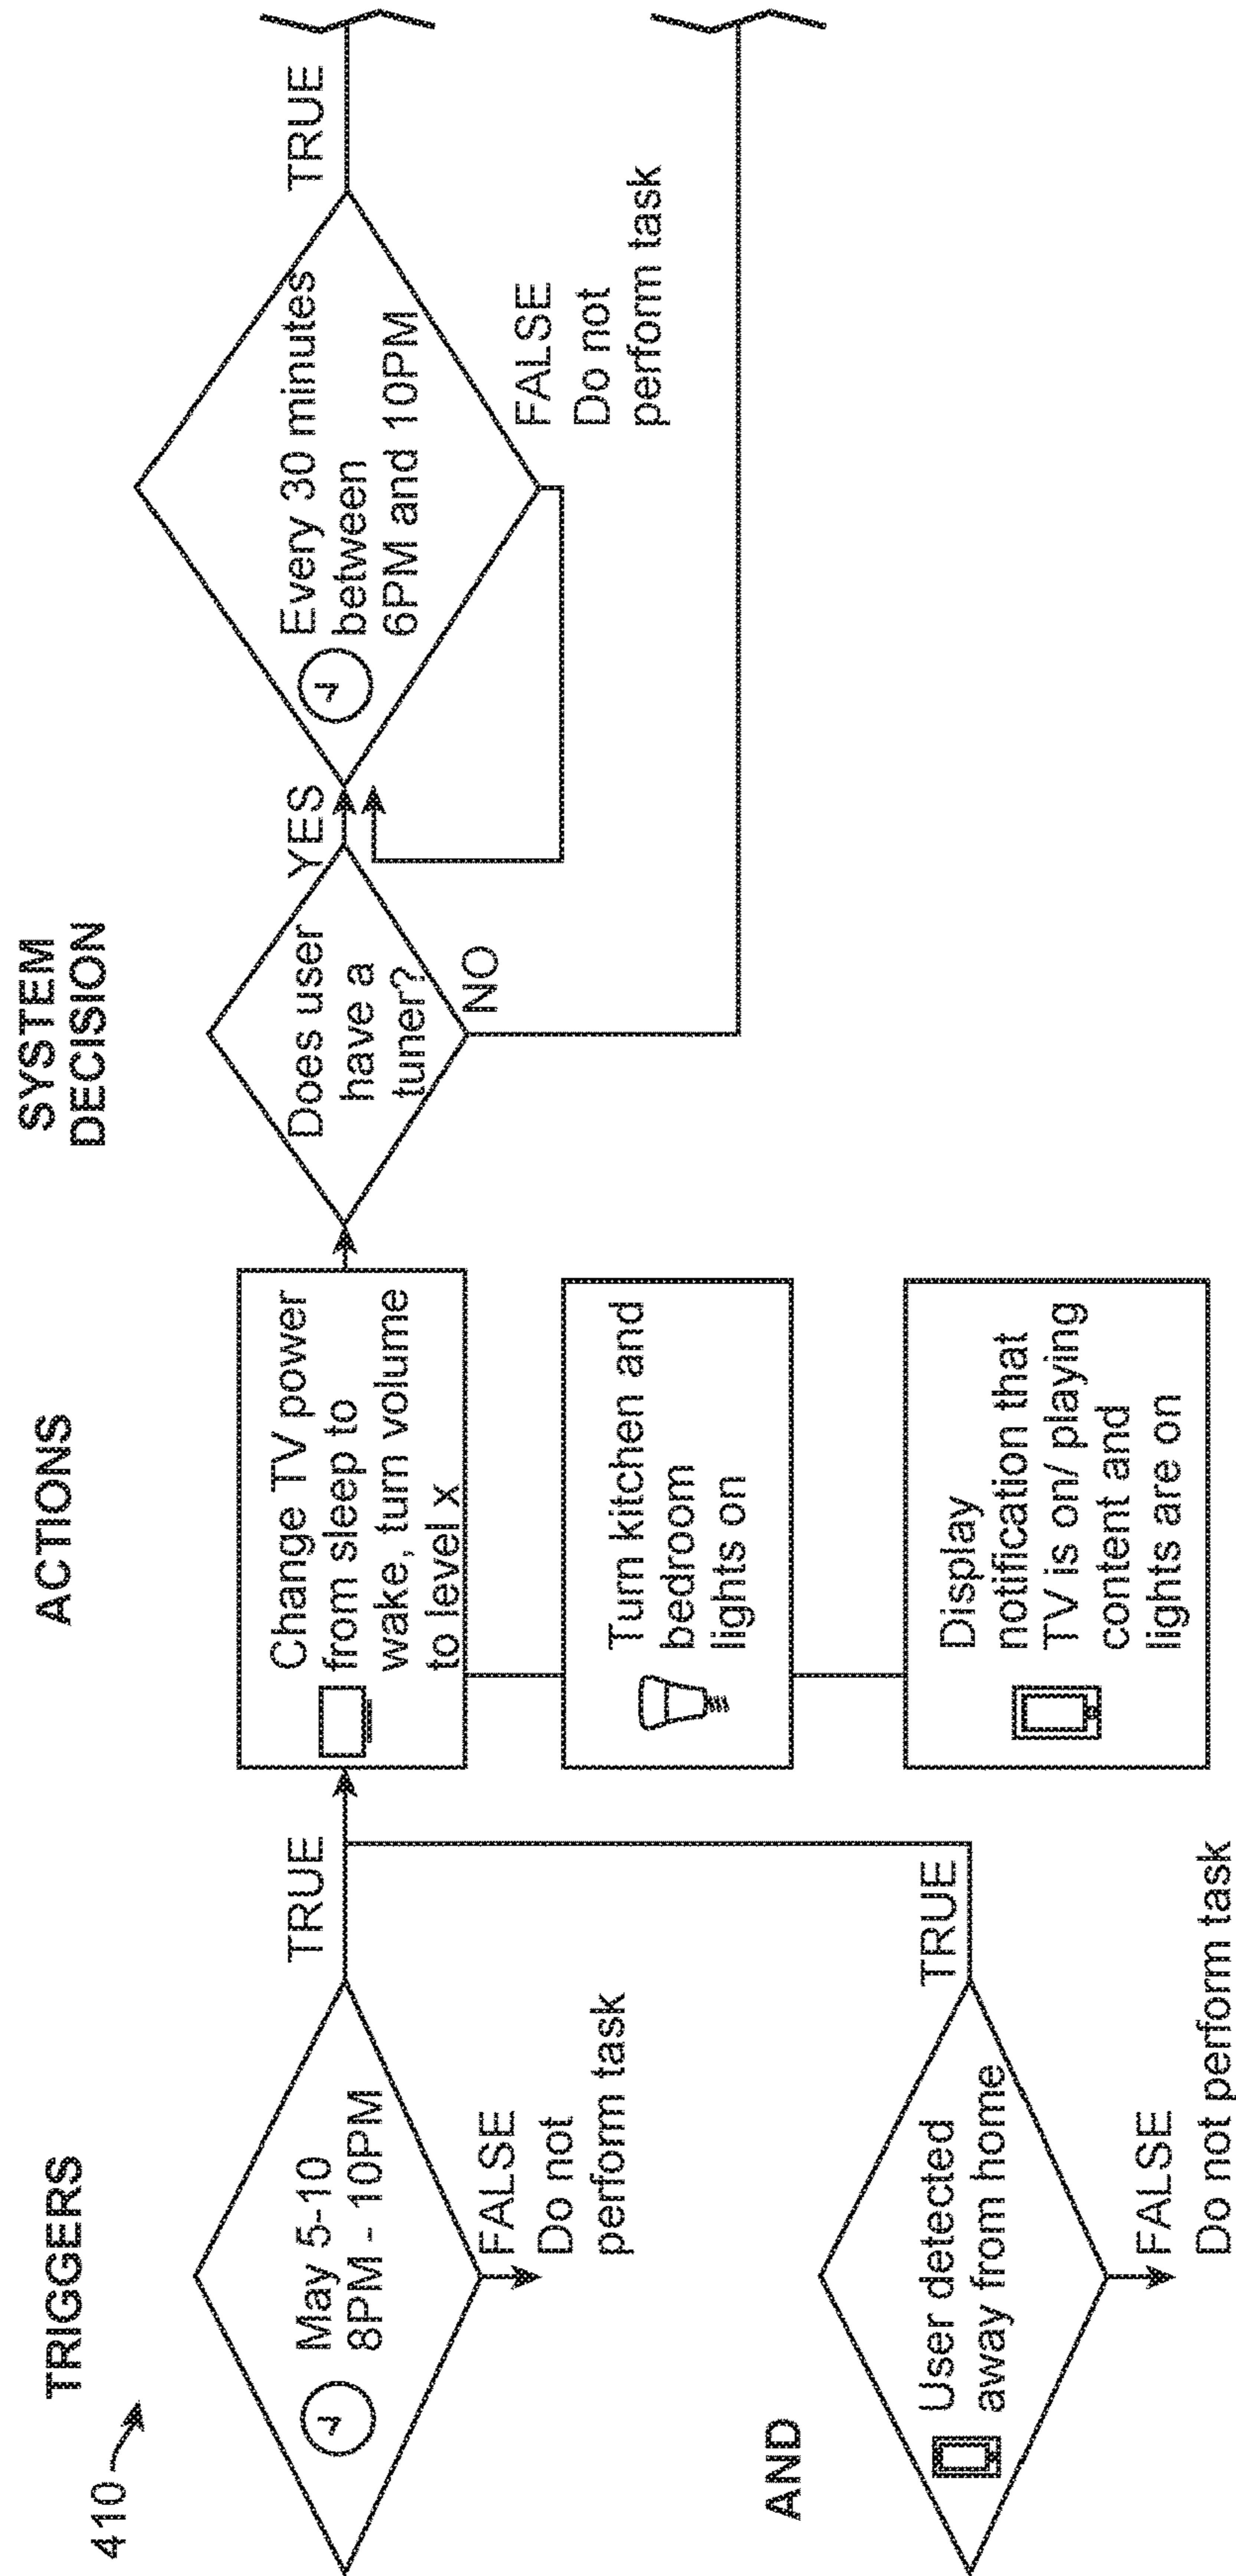 410
TRIGGERS
May 5-10
8PM - 10PM
TRUE
FALSE
Do not
perform task
AND
User detected
away from home
TRUE
FALSE
Do not perform task
ACTIONS
Change TV power
from sleep to
wake, turn volume
to level x
Turn kitchen and
bedroom
lights on
Display
notification that
TV is on/ playing
content and
lights are on
SYSTEM
DECISION
Does user
have a
tuner?
YES
NO
Every 30 minutes
between
6PM and 10PM
TRUE
FALSE
Do not
perform task